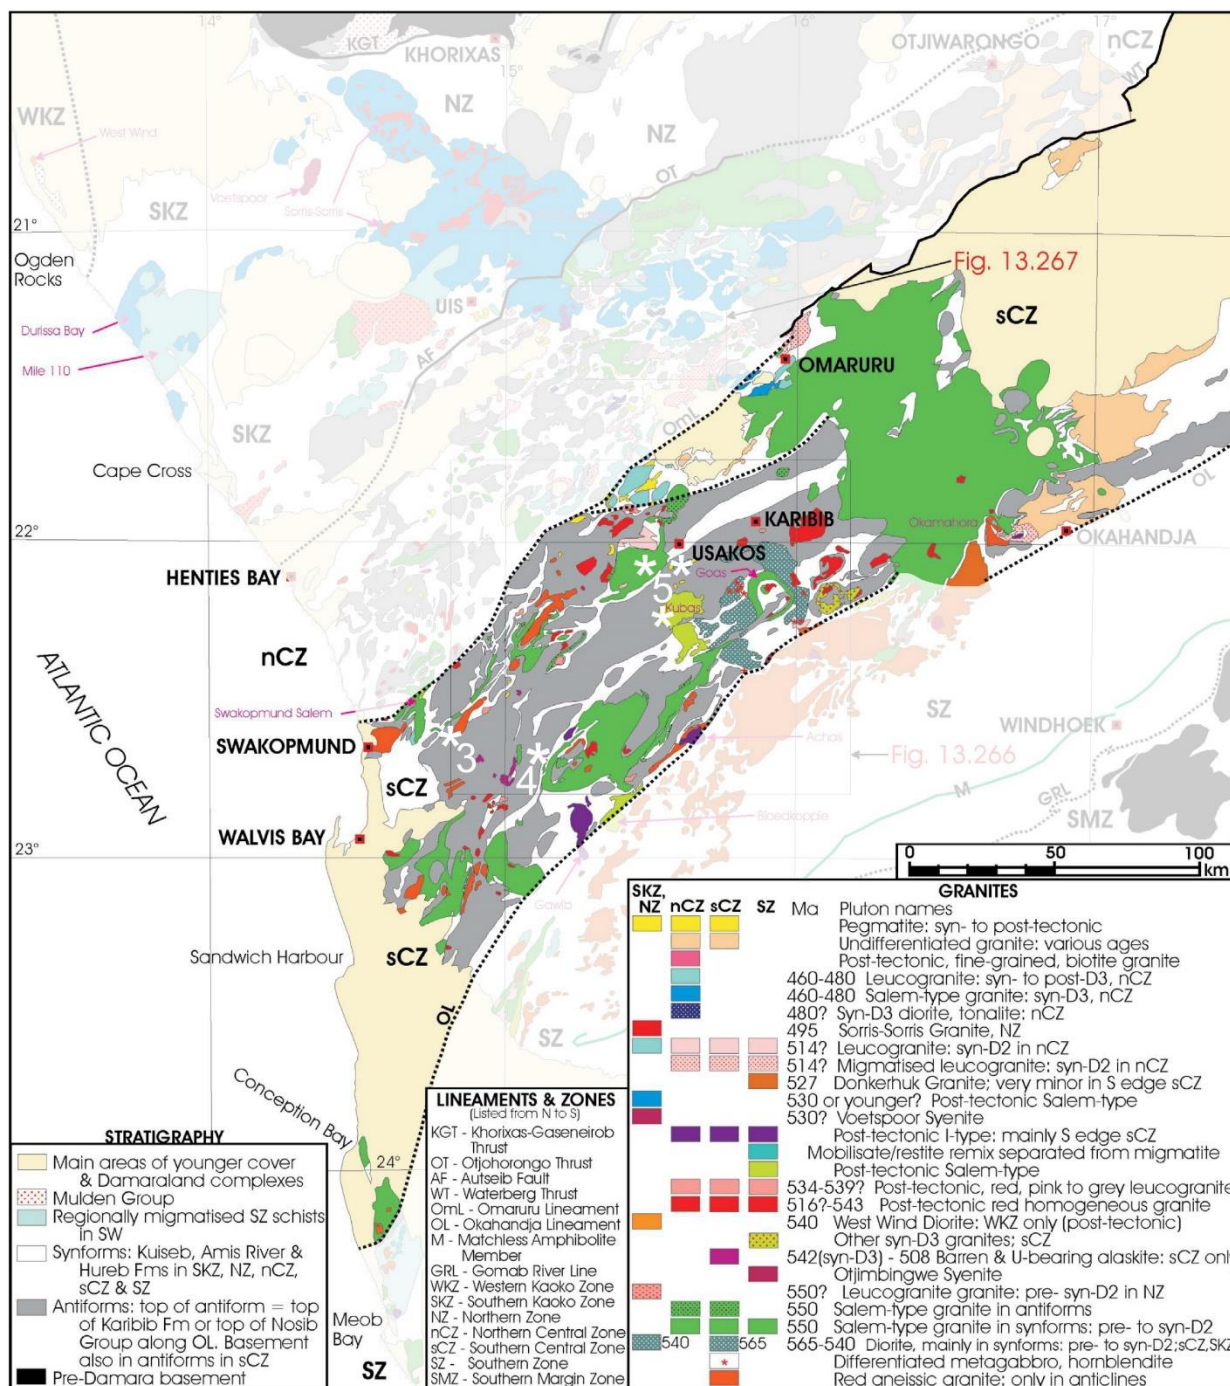 14°
16°
17°
KGT
KHORIXAS
15°
OTJIWARONGO
nCZ
WT
WKZ
West Wind
NZ
NZ
OT
Voetspoor
SKZ
Sorris-Sorris
21°
Ogden
Rocks
Fig. 13.267
sCZ
UIS
Durissa Bay
Mile 110
AF
OMARURU
SKZ
OmL
Cape Cross
OL
KARIBIB
22°
Okamahora
OKAHANDJA
USAKOS
HENTIES BAY
Goas
5
Kubas
nCZ
ATLANTIC OCEAN
Swakopmund Salem
SZ
WINDHOEK
SWAKOPMUND
3
Achas
Fig. 13.266
4
sCZ
M
GRL
SMZ
Bloedkoppie
WALVIS BAY
23°
0 50 100
km
Gawib
Sandwich Harbour
sCZ
OL
SZ
Conception Bay
24°
Meob
Bay
SZ
STRATIGRAPHY
Main areas of younger cover
& Damaraland complexes
Mulden Group
Regionally migmatised SZ schists
in SW
Synforms: Kuiseb, Amis River &
Hureb Fms in SKZ, NZ, nCZ,
sCZ & SZ
Antiforms: top of antiform = top
of Karibib Fm or top of Nosib
Group along OL. Basement
also in antiforms in sCZ
Pre-Damara basement
LINEAMENTS & ZONES
(Listed from N to S)
KGT - Khorixas-Gaseneirob
Thrust
OT - Otjohorongo Thrust
AF - Autseib Fault
WT - Waterberg Thrust
OmL - Omaruru Lineament
OL - Okahandja Lineament
M - Matchless Amphibolite
Member
GRL - Gomab River Line
WKZ - Western Kaoko Zone
SKZ - Southern Kaoko Zone
NZ - Northern Zone
nCZ - Northern Central Zone
sCZ - Southern Central Zone
SZ - Southern Zone
SMZ - Southern Margin Zone
GRANITES
SKZ,
NZ nCZ sCZ SZ Ma Pluton names
Pegmatite: syn- to post-tectonic
Undifferentiated granite: various ages
Post-tectonic, fine-grained, biotite granite
460-480 Leucogranite: syn- to post-D3, nCZ
460-480 Salem-type granite: syn-D3, nCZ
480? Syn-D3 diorite, tonalite: nCZ
495 Sorris-Sorris Granite, NZ
514? Leucogranite: syn-D2 in nCZ
514? Migmatised leucogranite: syn-D2 in nCZ
527 Donkerhuk Granite; very minor in S edge sCZ
530 or younger? Post-tectonic Salem-type
530? Voetspoor Syenite
Post-tectonic I-type: mainly S edge sCZ
Mobilisate/restite remix separated from migmatite
Post-tectonic Salem-type
534-539? Post-tectonic, red, pink to grey leucogranite
516?-543 Post-tectonic red homogeneous granite
540 West Wind Diorite: WKZ only (post-tectonic)
Other syn-D3 granites; sCZ
542(syn-D3) - 508 Barren & U-bearing alaskite: sCZ only
Otjimbingwe Syenite
550? Leucogranite granite: pre- syn-D2 in NZ
550 Salem-type granite in antiforms
550 Salem-type granite in synforms: pre- to syn-D2
540 565 565-540 Diorite, mainly in synforms: pre- to syn-D2;sCZ,SKZ
Differentiated metagabbro, hornblendite
Red gneissic granite: only in anticlines